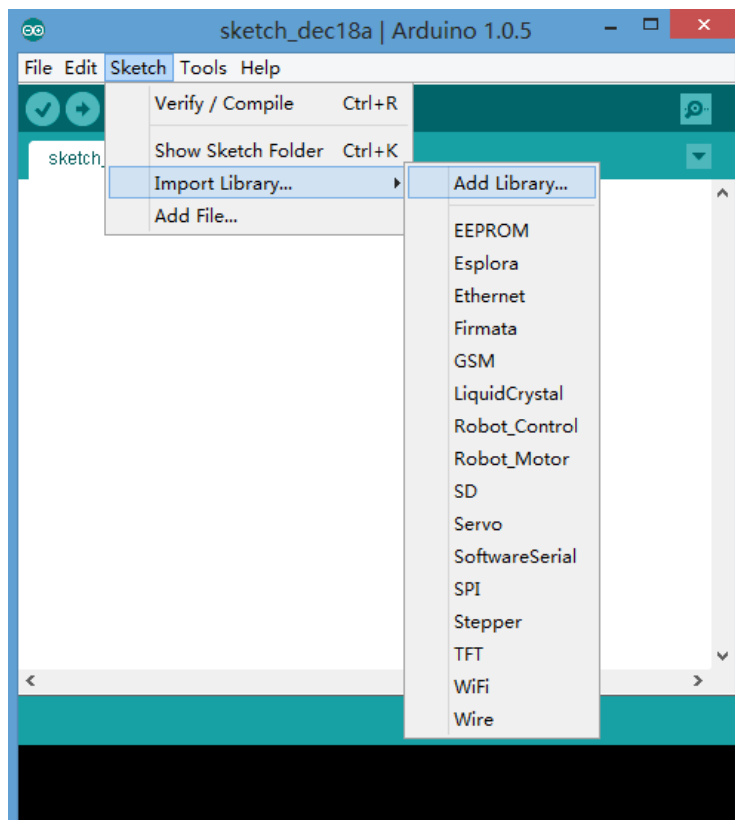 sketch_dec18a | Arduino 1.0.5
File Edit Sketch Tools Help
Verify / Compile Ctrl+R
Show Sketch Folder Ctrl+K
sketch_
Import Library...
Add Library...
Add File...
EEPROM
Esplora
Ethernet
Firmata
GSM
LiquidCrystal
Robot_Control
Robot_Motor
SD
Servo
SoftwareSerial
SPI
Stepper
TFT
WiFi
Wire